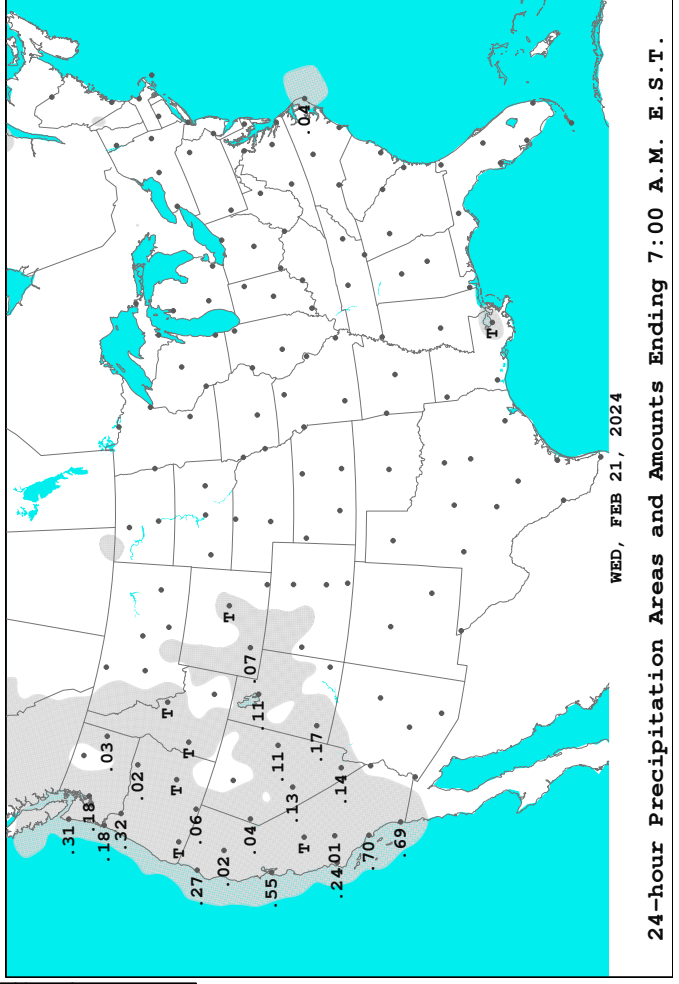 .31
.18
.18
.32
.03
.02
T
T
T
T
.06
.27
.02
.04
.55
.11
.07
T
.11
.13
.17
.14
T
.01
.24
.70
.69
.04
T
WED, FEB 21, 2024
24-hour Precipitation Areas and Amounts Ending 7:00 A.M. E.S.T.